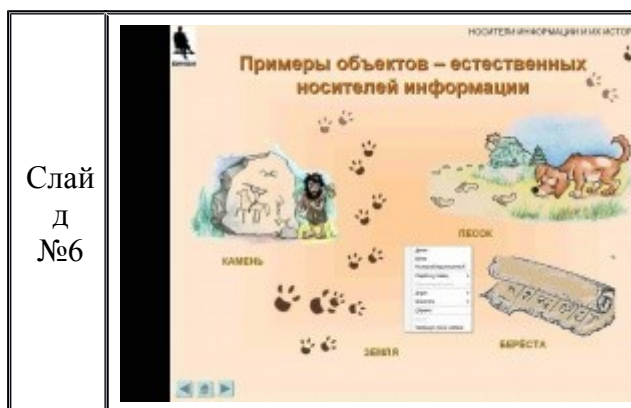 Слай
д
№6
НОСИТЕЛИ ИНФОРМАЦИИ И ИХ ИСТОР
Примеры объектов – естественных
носителей информации
КАМЕНЬ
ПЕСОК
ЗЕМЛЯ
БЕРЁСТА